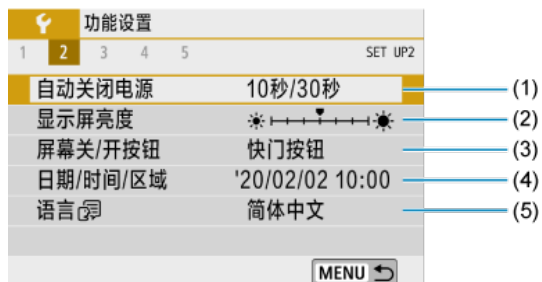 功能设置
1 2 3 4 5 SET UP2
自动关闭电源 10秒/30秒 (1)
显示屏亮度 (2)
屏幕关/开按钮 快门按钮 (3)
日期/时间/区域 '20/02/02 10:00 (4)
语言 简体中文 (5)
MENU